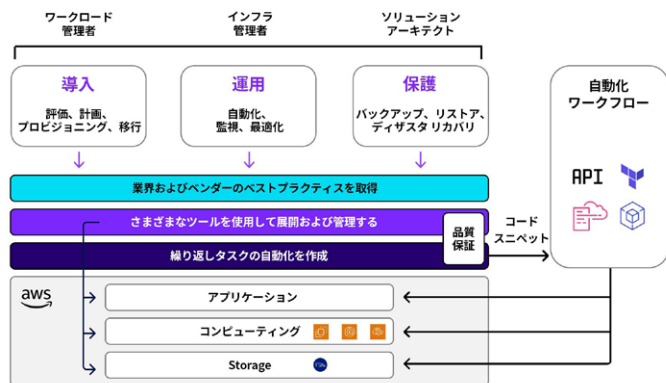 ワークロード
管理者
インフラ
管理者
ソリューション
アーキテクト
導入
評価、計画、
プロビジョニング、移行
運用
自動化、
監視、最適化
保護
バックアップ、リストア、
ディザスタ リカバリ
自動化
ワークフロー
API
業界およびベンダーのベストプラクティスを取得
さまざまなツールを使用して展開および管理する
繰り返しタスクの自動化を作成
品質
保証
コード
スニペット
aws
アプリケーション
コンピューティング
Storage